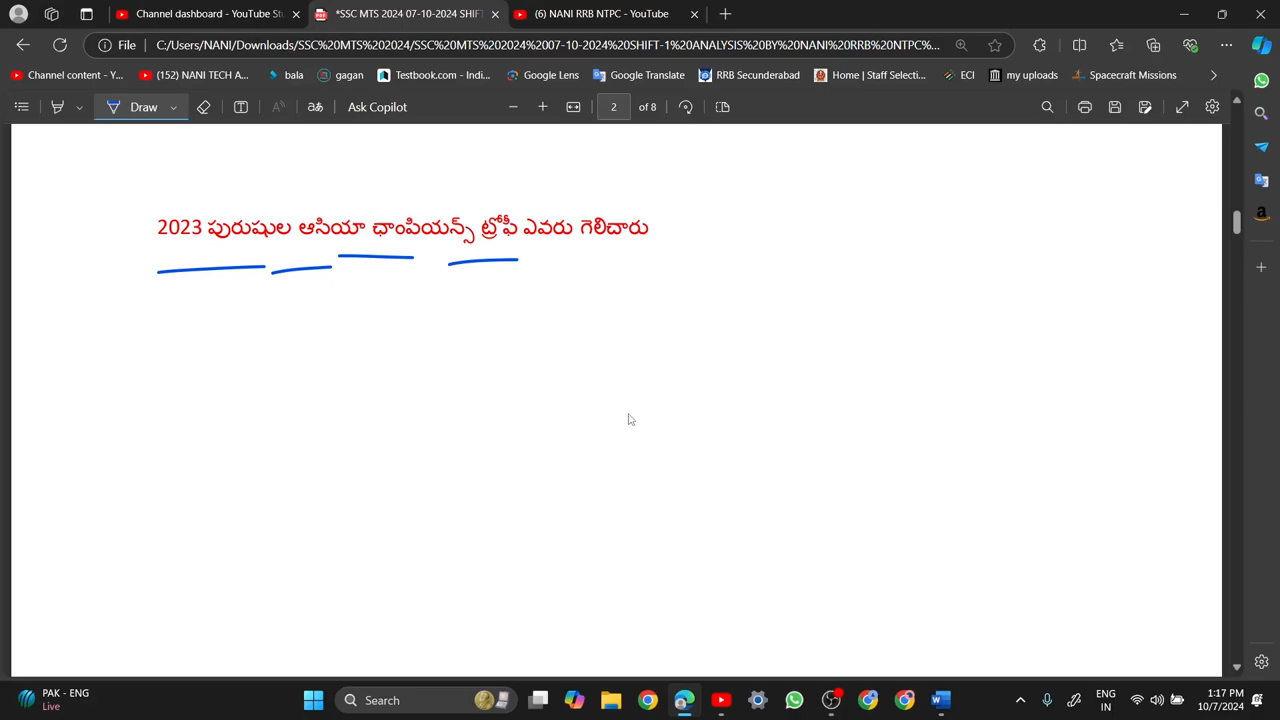 Channel dashboard - YouTube St
*SSC MTS 2024 07-10-2024 SHIFT
(6) NANI RRB NTPC - YouTube
File
C:/Users/NANI/Downloads/SSC%20MTS%202024/SSC%20MTS%202024%2007-10-2024%20SHIFT-1%20ANALYSIS%20BY%20NANI%20RRB%20NTPC%...
Channel content - Y...
(152) NANI TECH A...
bala
gagan
Testbook.com - Indi...
Google Lens
Google Translate
RRB Secunderabad
Home | Staff Selecti...
ECI
my uploads
Spacecraft Missions
Draw
Ask Copilot
2 of 8
2023 పురుషుల ఆసియా ఛాంపియన్స్ ట్రోఫీ ఎవరు గెలిచారు
PAK - ENG
Live
Search
ENG
IN
1:17 PM
10/7/2024